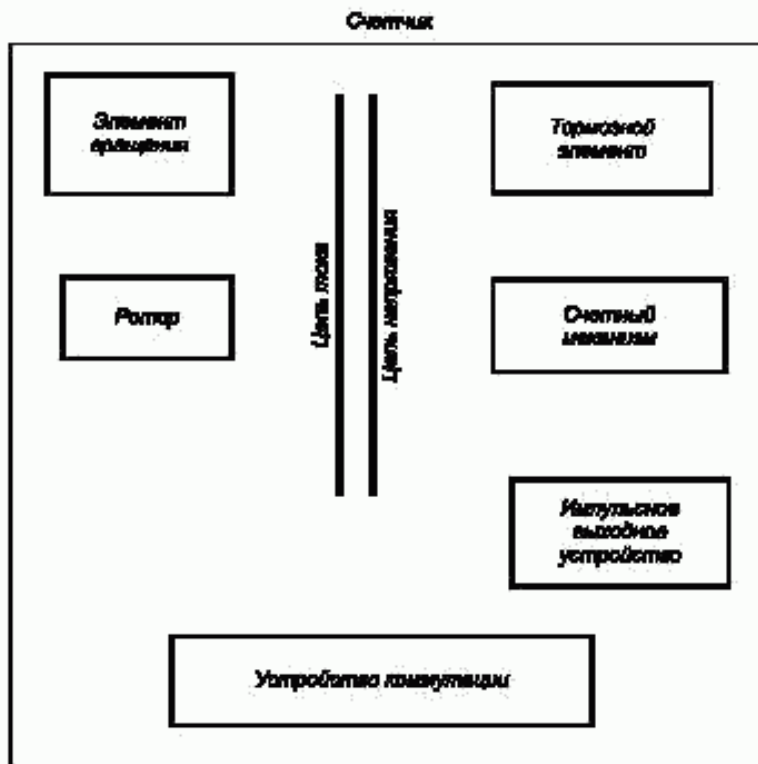 Счетчик
Элемент
вращения
Тормозной
элемент
Цепь тока
Цепь напряжения
Ротор
Счетный
механизм
Импульсное
выходное
устройство
Устройство коммутации